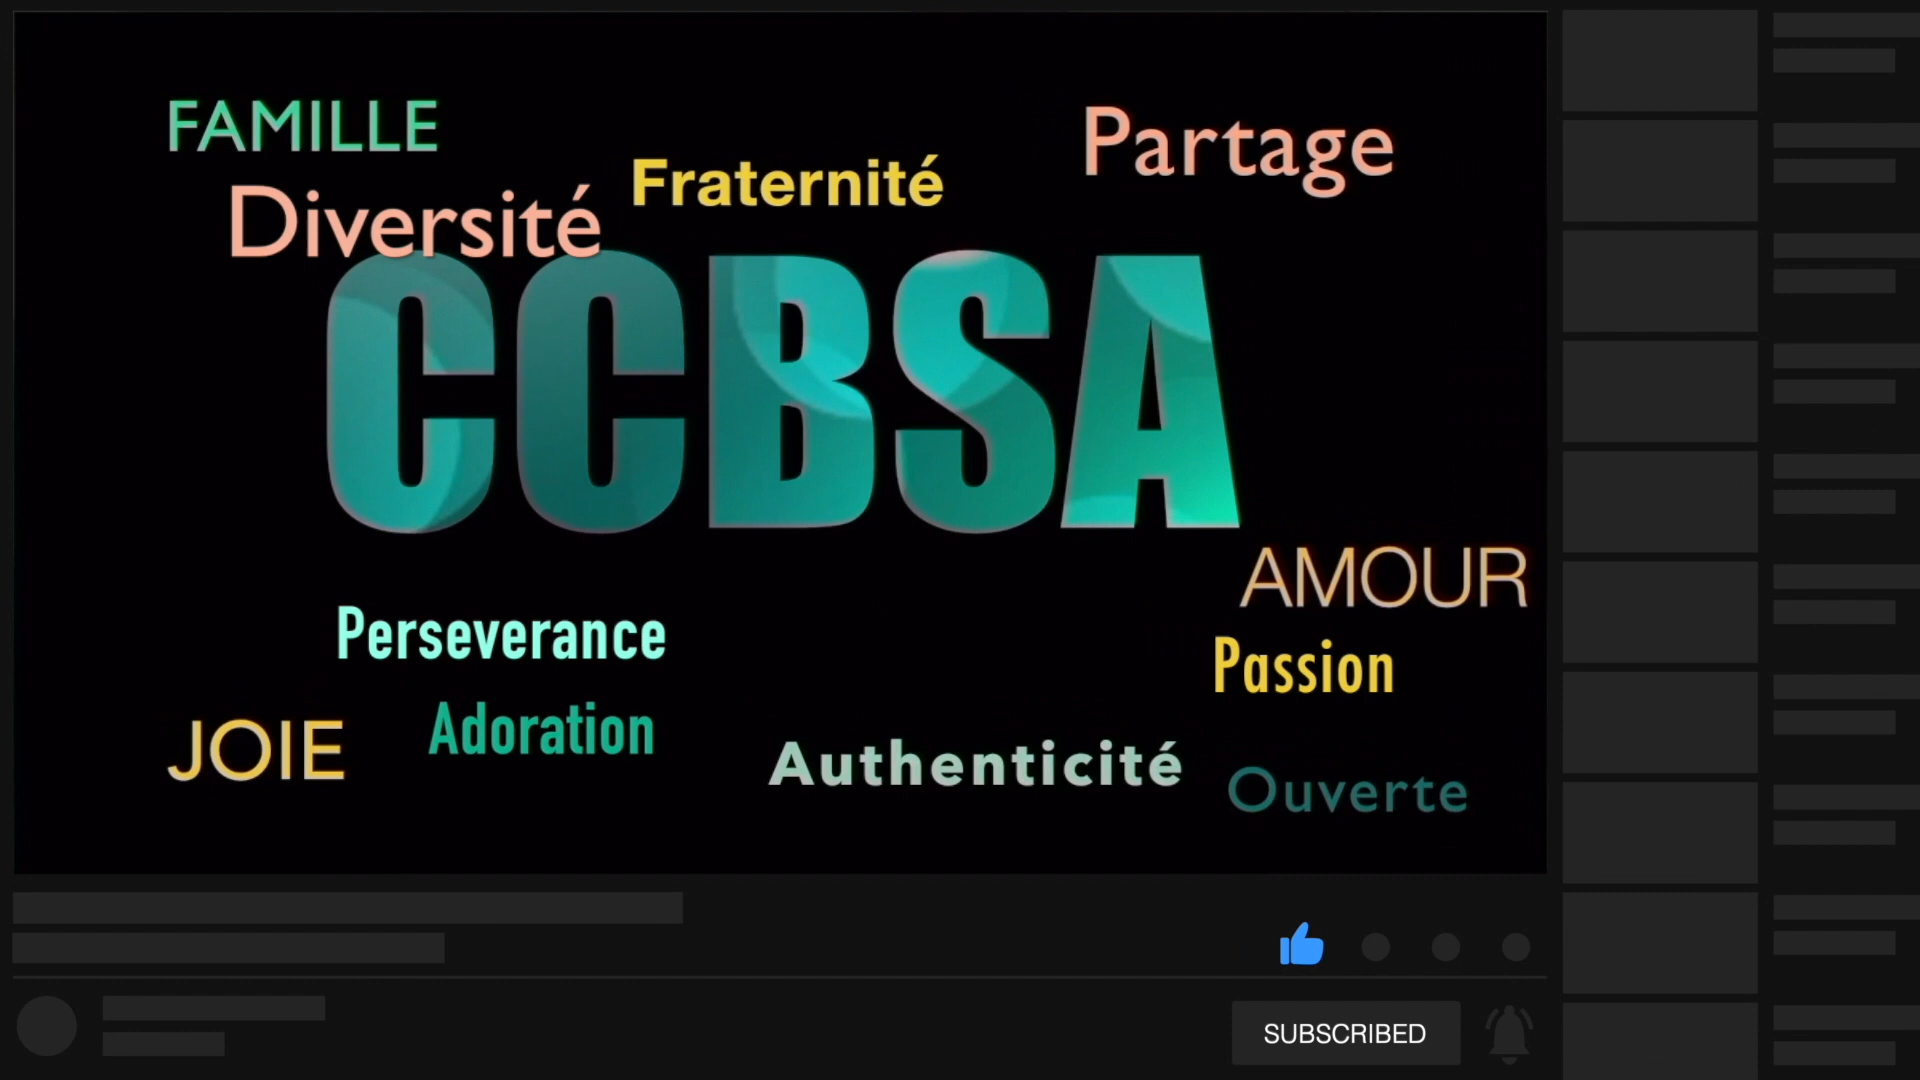 FAMILLE
Partage
Fraternité
Diversité
CCBSA
AMOUR
Perseverance
Passion
Adoration
JOIE
Authenticité
Ouverte
SUBSCRIBED